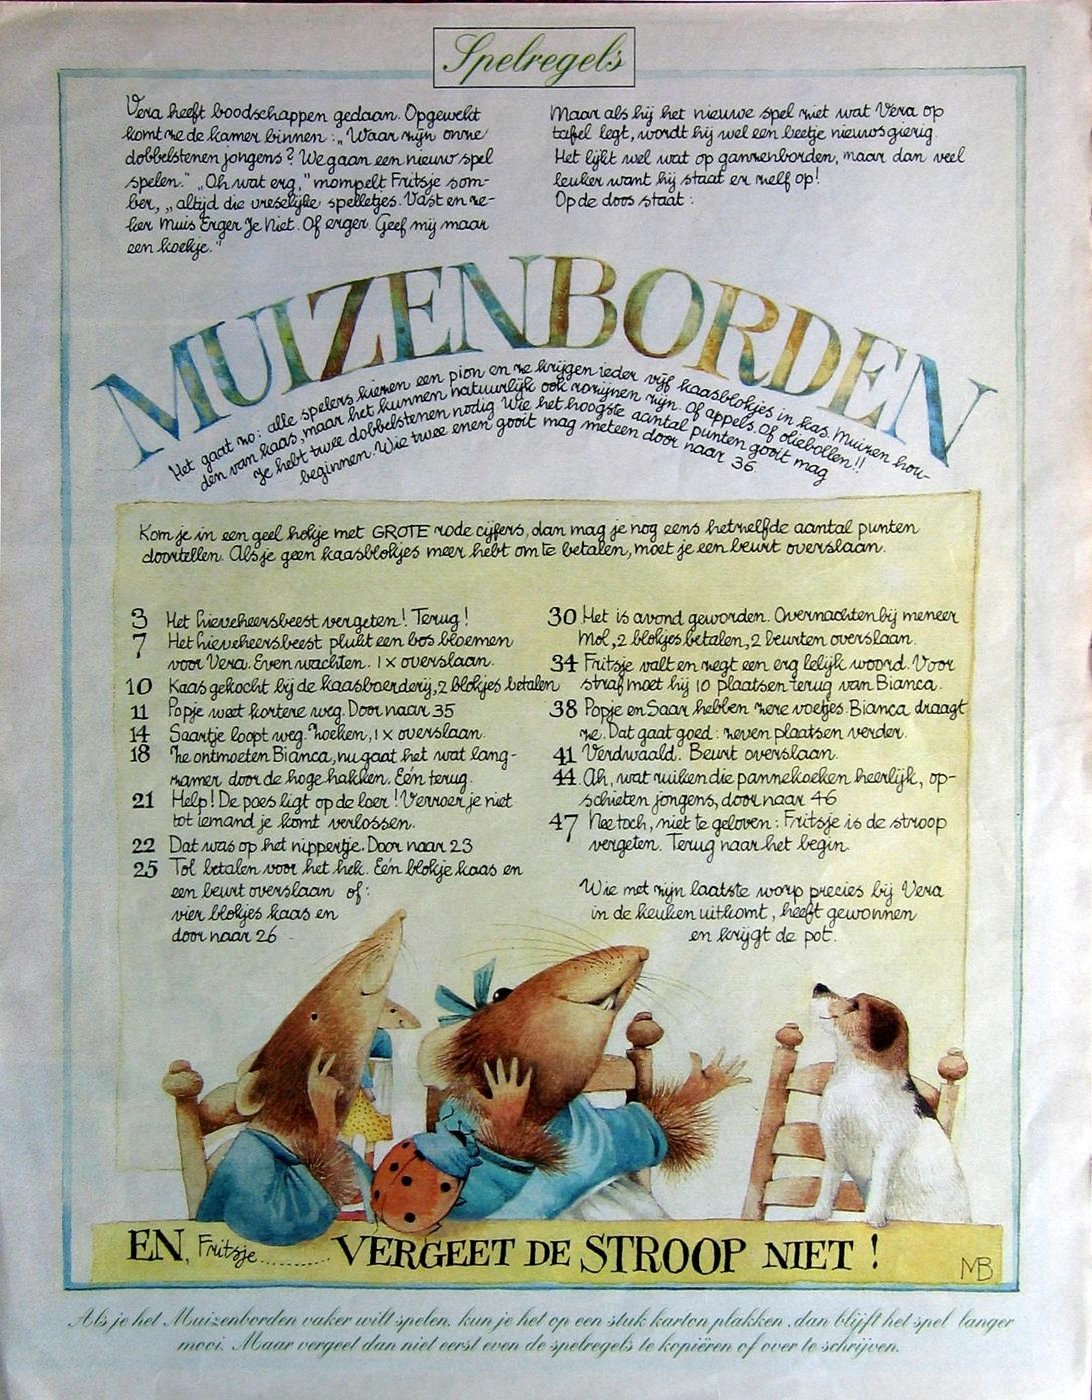 Spelregels
Vera heeft boodschappen gedaan. Opgewekt
komt ze de kamer binnen: „Waar zijn onze
dobbelstenen jongens? We gaan een nieuw spel
spelen." „Oh wat erg," mompelt Fritsje som-
ber, „altijd die vreselijke spelletjes. Vast en ze-
ker Muis Erger Je Niet. Of erger. Geef mij maar
een koekje."
Maar als hij het nieuwe spel ziet wat Vera op
tafel legt, wordt hij wel een beetje nieuwsgierig.
Het lijkt wel wat op ganzenborden, maar dan veel
leuker want hij staat er zelf op!
Op de doos staat:
MUIZENBORDEN
Het gaat zo: alle spelers kiezen een pion en ze krijgen ieder vijf kaasblokjes in kas. Muizen hou-
den van kaas, maar het kunnen natuurlijk ook rozijnen zijn. Of appels. Of oliebollen!!
Je hebt twee dobbelstenen nodig. Wie het hoogste aantal punten gooit mag
beginnen. Wie twee enen gooit mag meteen door naar 36
Kom je in een geel hokje met GROTE rode cijfers, dan mag je nog eens hetzelfde aantal punten
doortellen. Als je geen kaasblokjes meer hebt om te betalen, moet je een beurt overslaan.
3 Het lieveheersbeest vergeten! Terug!
7 Het lieveheersbeest plukt een bos bloemen
voor Vera. Even wachten. 1 x overslaan.
10 Kaas gekocht bij de kaasboerderij, 2 blokjes betalen
11 Popje weet kortere weg. Door naar 35
14 Saartje loopt weg. Zoeken, 1 x overslaan.
18 Ze ontmoeten Bianca, nu gaat het wat lang-
zamer door de hoge hakken. Eén terug.
21 Help! De poes ligt op de loer! Verroer je niet
tot iemand je komt verlossen.
22 Dat was op het nippertje. Door naar 23
25 Tol betalen voor het hek. Eén blokje kaas en
een beurt overslaan of:
vier blokjes kaas en
door naar 26
30 Het is avond geworden. Overnachten bij meneer
Mol, 2 blokjes betalen, 2 beurten overslaan.
34 Fritsje valt en zegt een erg lelijk woord. Voor
straf moet hij 10 plaatsen terug van Bianca.
38 Popje en Saar hebben zere voetjes. Bianca draagt
ze. Dat gaat goed: zeven plaatsen verder.
41 Verdwaald. Beurt overslaan.
44 Ah, wat ruiken die pannekoeken heerlijk, op-
schieten jongens, door naar 46
47 Nee toch, niet te geloven: Fritsje is de stroop
vergeten. Terug naar het begin.
Wie met zijn laatste worp precies bij Vera
in de keuken uitkomt, heeft gewonnen
en krijgt de pot.
EN, Fritsje.......... VERGEET DE STROOP NIET!
MB
Als je het Muizenborden vaker wilt spelen, kun je het op een stuk karton plakken, dan blijft het spel langer
mooi. Maar vergeet dan niet eerst even de spelregels te kopiëren of over te schrijven.